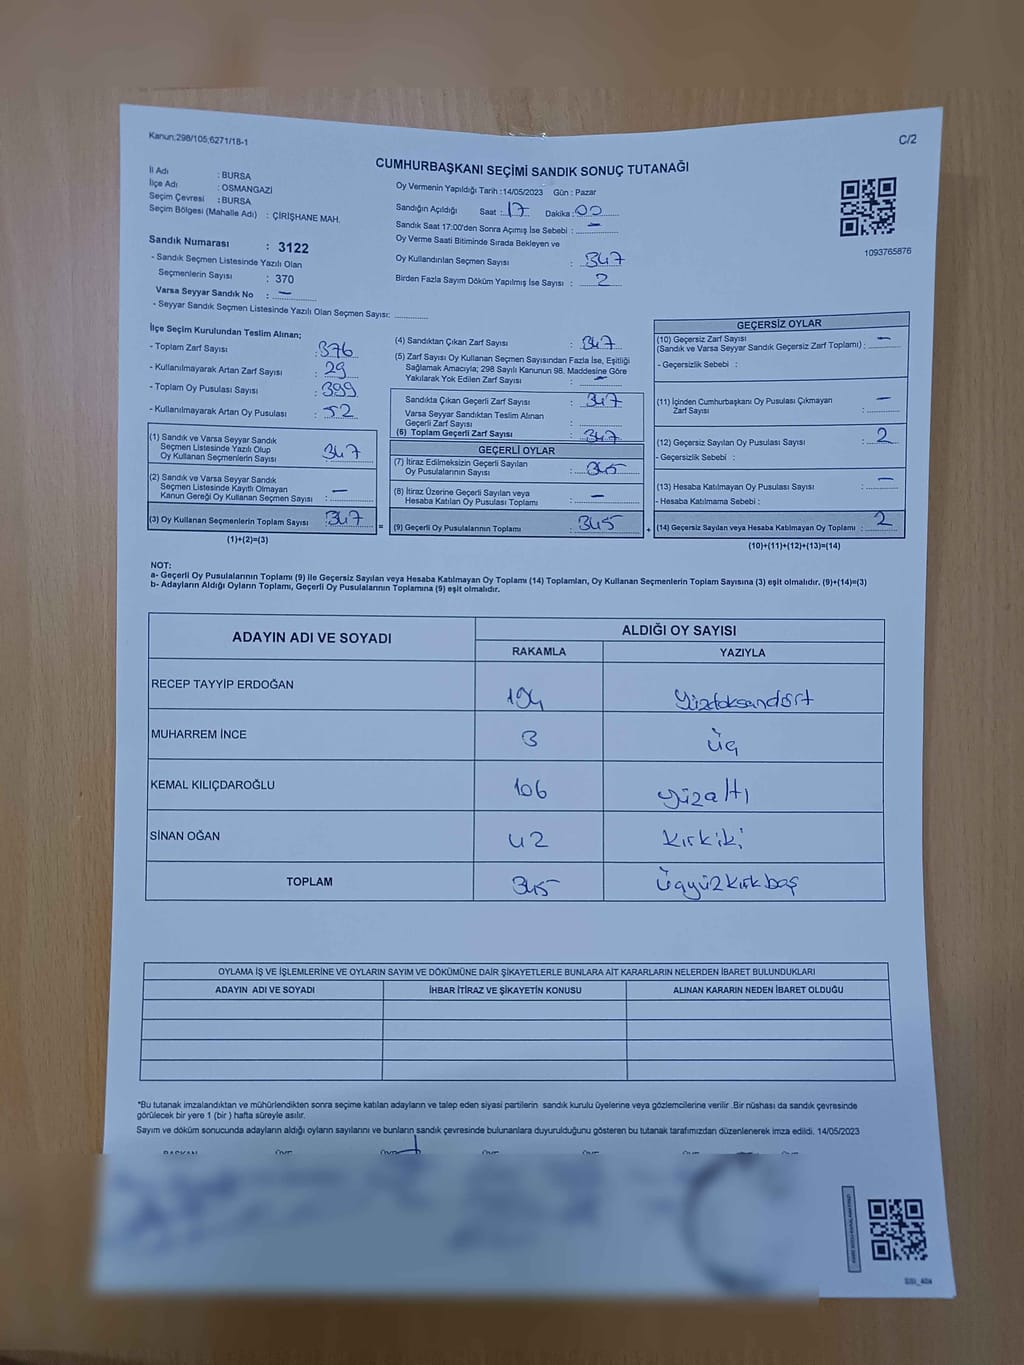 Kanun;298/105;6271/18-1
C/2
CUMHURBAŞKANI SEÇİMİ SANDIK SONUÇ TUTANAĞI
İl Adı : BURSA
İlçe Adı : OSMANGAZİ
Seçim Çevresi : BURSA
Seçim Bölgesi (Mahalle Adı) : ÇİRİŞHANE MAH.
Sandık Numarası : 3122
- Sandık Seçmen Listesinde Yazılı Olan
Seçmenlerin Sayısı : 370
Varsa Seyyar Sandık No : —
- Seyyar Sandık Seçmen Listesinde Yazılı Olan Seçmen Sayısı:
Oy Vermenin Yapıldığı Tarih :14/05/2023 Gün : Pazar
Sandığın Açıldığı Saat : 17 Dakika : 00
Sandık Saat 17:00'den Sonra Açımış İse Sebebi : —
Oy Verme Saati Bitiminde Sırada Bekleyen ve
Oy Kullandırılan Seçmen Sayısı : 347
Birden Fazla Sayım Döküm Yapılmış İse Sayısı : 2
1093765876
İlçe Seçim Kurulundan Teslim Alınan;
- Toplam Zarf Sayısı : 376
- Kullanılmayarak Artan Zarf Sayısı : 29
- Toplam Oy Pusulası Sayısı : 399
- Kullanılmayarak Artan Oy Pusulası : 52
(1) Sandık ve Varsa Seyyar Sandık
Seçmen Listesinde Yazılı Olup
Oy Kullanan Seçmenlerin Sayısı 347
(2) Sandık ve Varsa Seyyar Sandık
Seçmen Listesinde Kayıtlı Olmayan
Kanun Gereği Oy Kullanan Seçmen Sayısı : —
(3) Oy Kullanan Seçmenlerin Toplam Sayısı : 347
(1)+(2)=(3)
(4) Sandıktan Çıkan Zarf Sayısı : 347
(5) Zarf Sayısı Oy Kullanan Seçmen Sayısından Fazla İse, Eşitliği
Sağlamak Amacıyla; 298 Sayılı Kanunun 98. Maddesine Göre
Yakılarak Yok Edilen Zarf Sayısı : —
Sandıkta Çıkan Geçerli Zarf Sayısı : 347
Varsa Seyyar Sandıktan Teslim Alınan
Geçerli Zarf Sayısı :
(6) Toplam Geçerli Zarf Sayısı : 347
GEÇERLİ OYLAR
(7) İtiraz Edilmeksizin Geçerli Sayılan
Oy Pusulalarının Sayısı : 345
(8) İtiraz Üzerine Geçerli Sayılan veya
Hesaba Katılan Oy Pusulası Toplamı : —
= (9) Geçerli Oy Pusulalarının Toplamı : 345
GEÇERSİZ OYLAR
(10) Geçersiz Zarf Sayısı
(Sandık ve Varsa Seyyar Sandık Geçersiz Zarf Toplamı) : —
- Geçersizlik Sebebi :
(11) İçinden Cumhurbaşkanı Oy Pusulası Çıkmayan
Zarf Sayısı : —
(12) Geçersiz Sayılan Oy Pusulası Sayısı : 2
- Geçersizlik Sebebi :
(13) Hesaba Katılmayan Oy Pusulası Sayısı : —
- Hesaba Katılmama Sebebi :
+ (14) Geçersiz Sayılan veya Hesaba Katılmayan Oy Toplamı : 2
(10)+(11)+(12)+(13)=(14)
NOT:
a- Geçerli Oy Pusulalarının Toplamı (9) ile Geçersiz Sayılan veya Hesaba Katılmayan Oy Toplamı (14) Toplamları, Oy Kullanan Seçmenlerin Toplam Sayısına (3) eşit olmalıdır. (9)+(14)=(3)
b- Adayların Aldığı Oyların Toplamı, Geçerli Oy Pusulalarının Toplamına (9) eşit olmalıdır.
ADAYIN ADI VE SOYADI ALDIĞI OY SAYISI
RAKAMLA YAZIYLA
RECEP TAYYİP ERDOĞAN 194 Yüzdoksandört
MUHARREM İNCE 3 üç
KEMAL KILIÇDAROĞLU 106 yüzaltı
SİNAN OĞAN 42 kırkiki
TOPLAM 345 üçyüzkırkbeş
OYLAMA İŞ VE İŞLEMLERİNE VE OYLARIN SAYIM VE DÖKÜMÜNE DAİR ŞİKAYETLERLE BUNLARA AİT KARARLARIN NELERDEN İBARET BULUNDUKLARI
ADAYIN ADI VE SOYADI İHBAR İTİRAZ VE ŞİKAYETİN KONUSU ALINAN KARARIN NEDEN İBARET OLDUĞU
*Bu tutanak imzalandıktan ve mühürlendikten sonra seçime katılan adayların ve talep eden siyasi partilerin sandık kurulu üyelerine veya gözlemcilerine verilir .Bir nüshası da sandık çevresinde
görülecek bir yere 1 (bir ) hafta süreyle asılır.
Sayım ve döküm sonucunda adayların aldığı oyların sayılarını ve bunların sandık çevresinde bulunanlara duyurulduğunu gösteren bu tutanak tarafımızdan düzenlenerek imza edildi. 14/05/2023